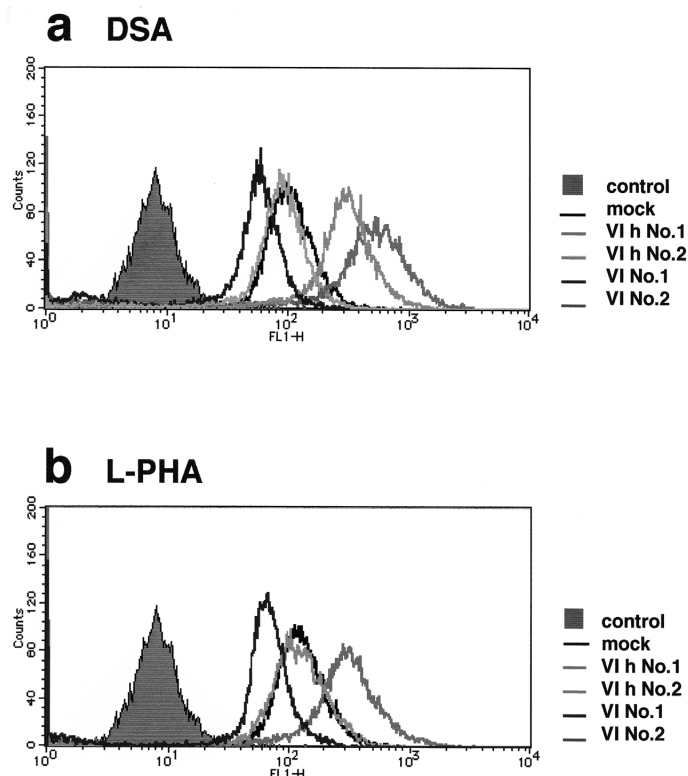 a DSA
200
160
120
80
40
0
Counts
10^0 10^1 10^2 10^3 10^4
FL1-H
control
mock
VI h No.1
VI h No.2
VI No.1
VI No.2
b L-PHA
200
160
120
80
40
0
Counts
10^0 10^1 10^2 10^3 10^4
FL1-H
control
mock
VI h No.1
VI h No.2
VI No.1
VI No.2